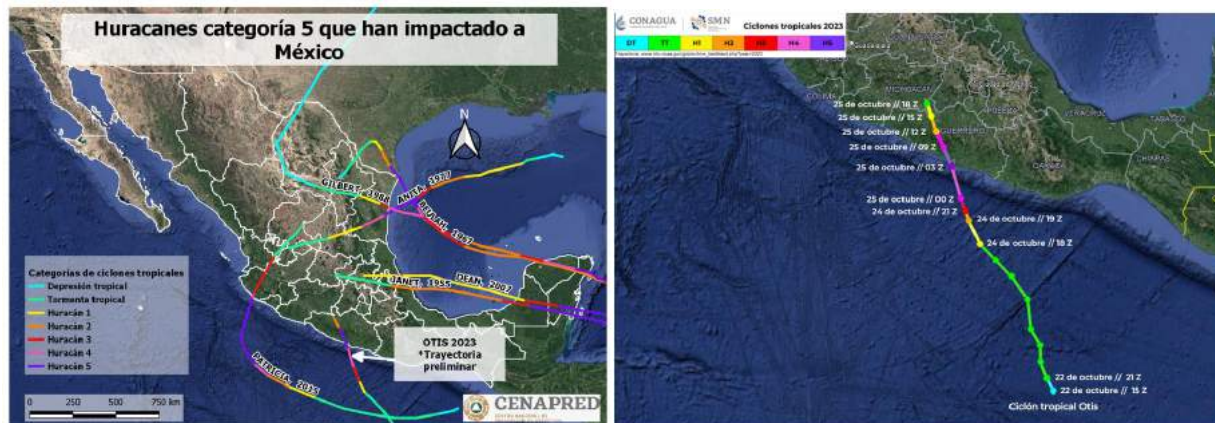 Huracanes categoría 5 que han impactado a
México
N
GILBERT, 1988
ANITA, 1977
BEULAH, 1967
DEAN, 2007
JANET, 1955
Categorías de ciclones tropicales
Depresión tropical
Tormenta tropical
Huracán 1
Huracán 2
Huracán 3
Huracán 4
Huracán 5
OTIS 2023
*Trayectoria
preliminar
PATRICIA, 2015
0 250 500 750 km
CENAPRED
CONAGUA
SMN
Ciclones tropicales 2023
DT TT H1 H2 H3 H4 H5
COLIMA
MICHOACÁN
GUERRERO
VERACRUZ
TABASCO
OAXACA
CHIAPAS
25 de octubre // 18 Z
25 de octubre // 15 Z
25 de octubre // 12 Z
25 de octubre // 09 Z
25 de octubre // 03 Z
25 de octubre // 00 Z
24 de octubre // 21 Z
24 de octubre // 19 Z
24 de octubre // 18 Z
22 de octubre // 21 Z
22 de octubre // 15 Z
Ciclón tropical Otis